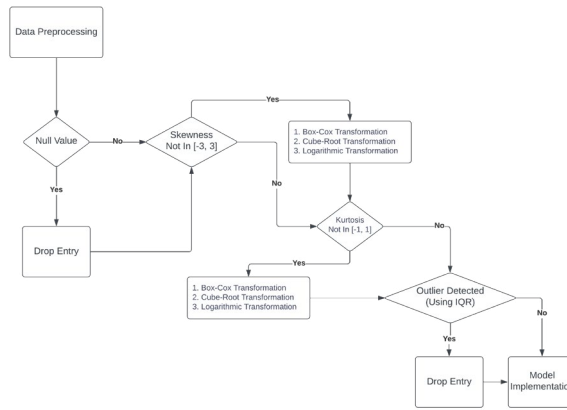 Data Preprocessing
Null Value
No
Yes
Drop Entry
Skewness
Not In [-3, 3]
Yes
No
1. Box-Cox Transformation
2. Cube-Root Transformation
3. Logarithmic Transformation
Kurtosis
Not In [-1, 1]
No
Yes
1. Box-Cox Transformation
2. Cube-Root Transformation
3. Logarithmic Transformation
Outlier Detected
(Using IQR)
No
Yes
Drop Entry
Model
Implementatio